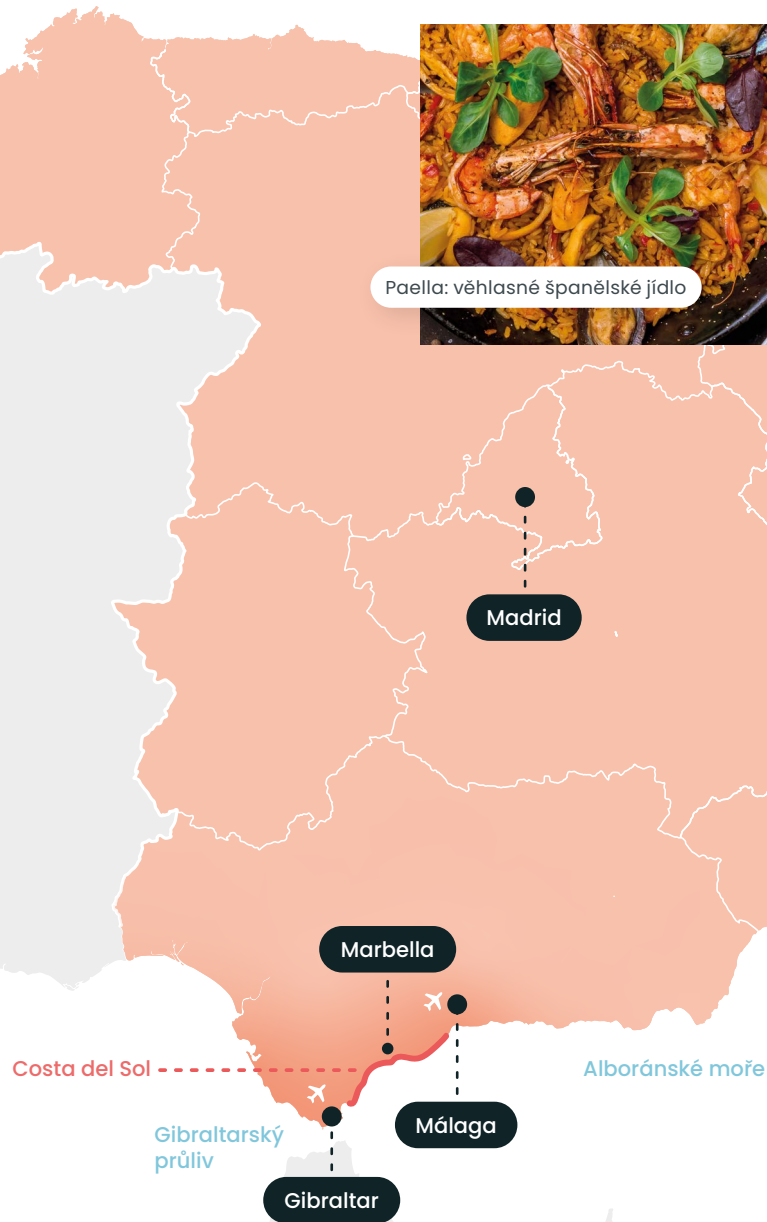 Paella: věhlasné španělské jídlo
Madrid
Marbella
Costa del Sol
Alboránské moře
Málaga
Gibraltarský
průliv
Gibraltar